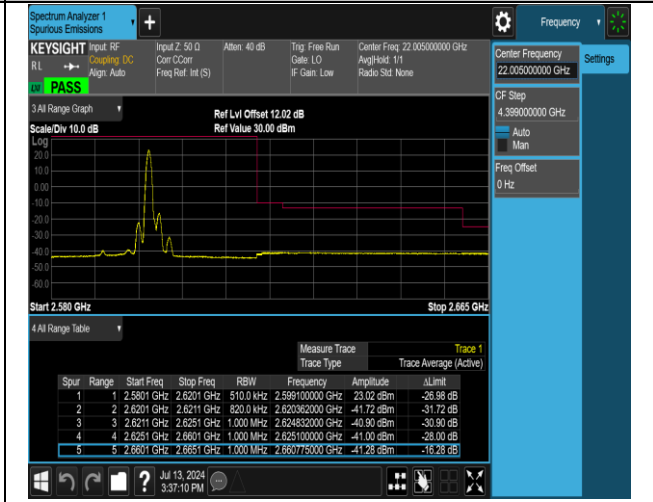 Spectrum Analyzer 1
Spurious Emissions
+
Frequency
KEYSIGHT
Input: RF
Input Z: 50 Ω
Atten: 40 dB
Trig: Free Run
Center Freq: 22.005000000 GHz
RL
Coupling: DC
Corr CCorr
Gate: LO
Avg|Hold: 1/1
Align: Auto
Freq Ref: Int (S)
IF Gain: Low
Radio Std: None
PASS
Center Frequency
22.005000000 GHz
Settings
CF Step
4.399000000 GHz
Auto
Man
Freq Offset
0 Hz
3 All Range Graph
Ref Lvl Offset 12.02 dB
Scale/Div 10.0 dB
Ref Value 30.00 dBm
Log
20.0
10.0
0.00
-10.0
-20.0
-30.0
-40.0
-50.0
-60.0
Start 2.580 GHz
Stop 2.665 GHz
4 All Range Table
Measure Trace Trace 1
Trace Type Trace Average (Active)
Spur Range Start Freq Stop Freq RBW Frequency Amplitude ΔLimit
1 1 2.5801 GHz 2.6201 GHz 510.0 kHz 2.599100000 GHz 23.02 dBm -26.98 dB
2 2 2.6201 GHz 2.6211 GHz 820.0 kHz 2.620362000 GHz -41.72 dBm -31.72 dB
3 3 2.6211 GHz 2.6251 GHz 1.000 MHz 2.624832000 GHz -40.90 dBm -30.90 dB
4 4 2.6251 GHz 2.6601 GHz 1.000 MHz 2.625100000 GHz -41.00 dBm -28.00 dB
5 5 2.6601 GHz 2.6651 GHz 1.000 MHz 2.660775000 GHz -41.28 dBm -16.28 dB
?
Jul 13, 2024
3:37:10 PM